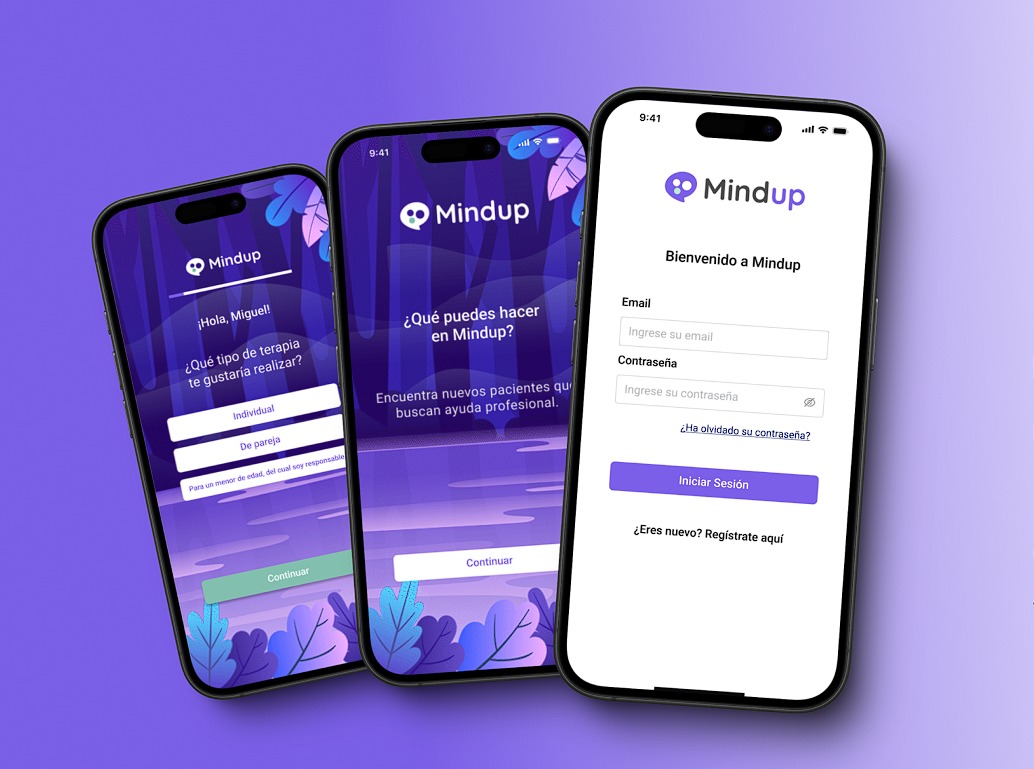 Mindup
¡Hola, Miguel!
¿Qué tipo de terapia
te gustaría realizar?
Individual
De pareja
Para un menor de edad, del cual soy responsable
Continuar
9:41
Mindup
¿Qué puedes hacer
en Mindup?
Encuentra nuevos pacientes que
buscan ayuda profesional.
Continuar
9:41
Mindup
Bienvenido a Mindup
Email
Ingrese su email
Contraseña
Ingrese su contraseña
¿Ha olvidado su contraseña?
Iniciar Sesión
¿Eres nuevo? Regístrate aquí